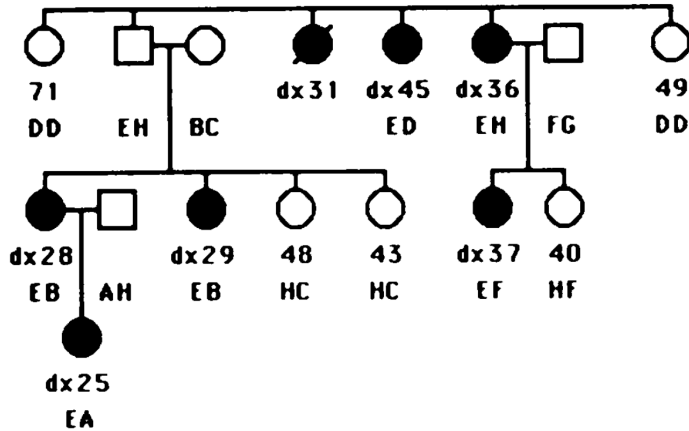 71 dx31 dx45 dx36 49
DD EH BC ED EH FG DD
dx28 dx29 48 43 dx37 40
EB AH EB HC HC EF HF
dx25
EA